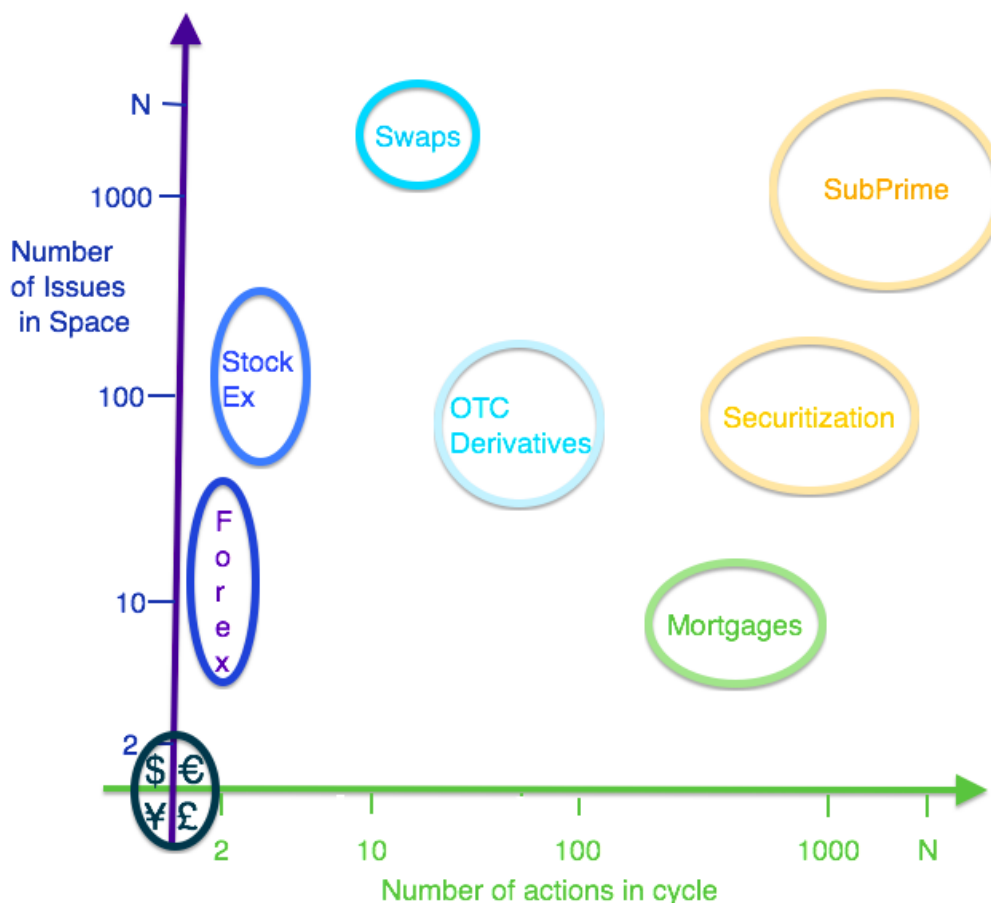 N
Swaps
SubPrime
1000
Number
of Issues
in Space
Stock
Ex
100
OTC
Derivatives
Securitization
F
o
r
e
x
10
Mortgages
2
$ €
¥ £
2 10 100 1000 N
Number of actions in cycle